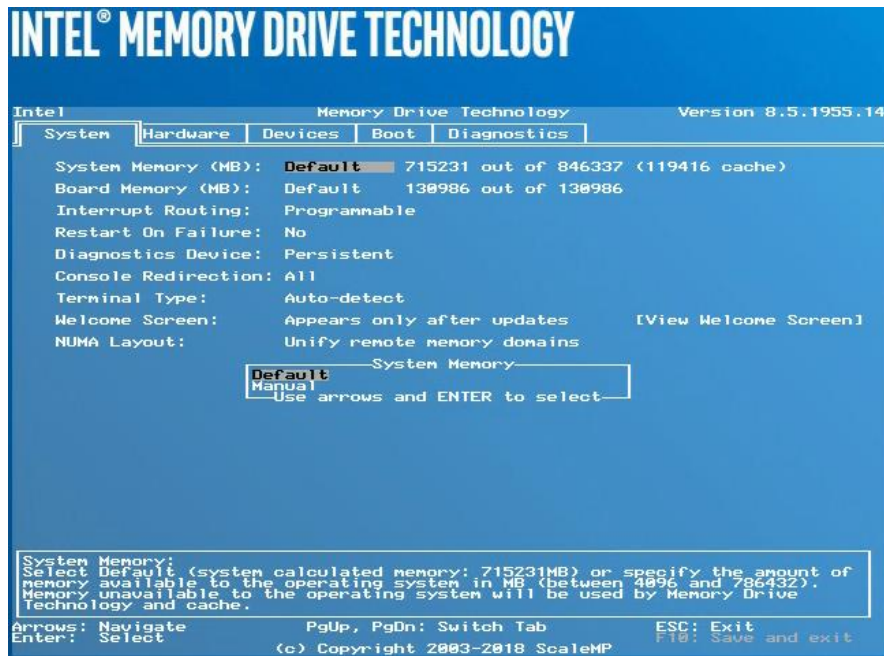 INTEL® MEMORY DRIVE TECHNOLOGY
Intel Memory Drive Technology Version 8.5.1955.14
System Hardware Devices Boot Diagnostics
System Memory (MB): Default 715231 out of 846337 (119416 cache)
Board Memory (MB): Default 130986 out of 130986
Interrupt Routing: Programmable
Restart On Failure: No
Diagnostics Device: Persistent
Console Redirection: All
Terminal Type: Auto-detect
Welcome Screen: Appears only after updates [View Welcome Screen]
NUMA Layout: Unify remote memory domains
System Memory
Default
Manual
Use arrows and ENTER to select
System Memory:
Select Default (system calculated memory: 715231MB) or specify the amount of
memory available to the operating system in MB (between 4096 and 786432).
Memory unavailable to the operating system will be used by Memory Drive
Technology and cache.
Arrows: Navigate PgUp, PgDn: Switch Tab ESC: Exit
Enter: Select F10: Save and exit
(c) Copyright 2003-2018 ScaleMP